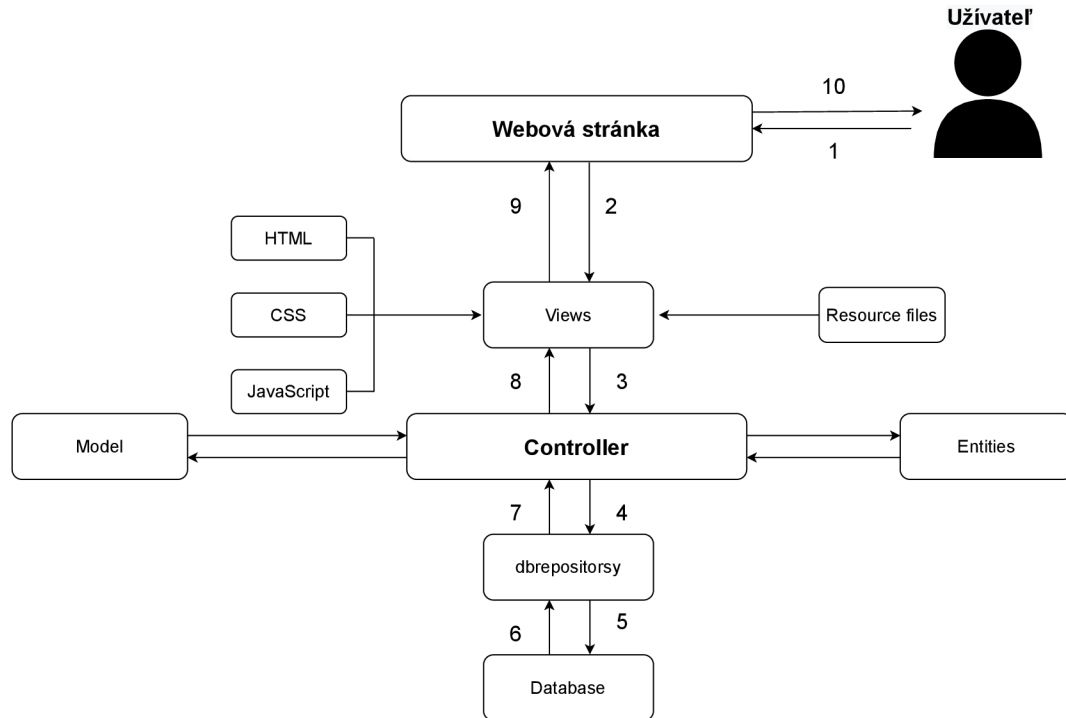 Užívateľ
10
Webová stránka
1
9
2
HTML
CSS
Views
Resource files
JavaScript
8
3
Model
Controller
Entities
7
4
dbrepositorsy
6
5
Database